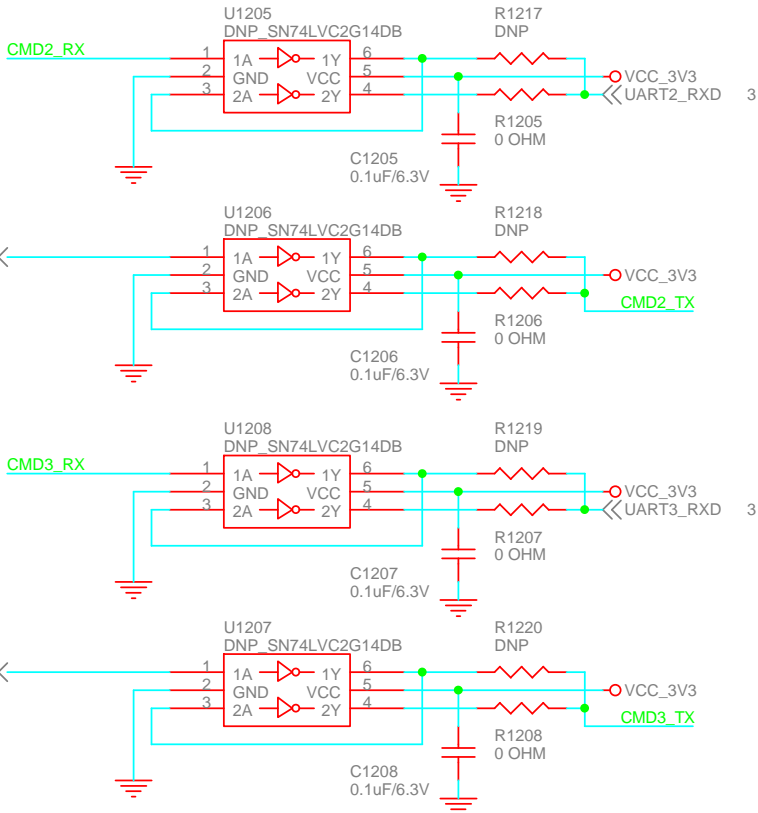 U1205
DNP_SN74LVC2G14DB
R1217
DNP
CMD2_RX
1 1A 1Y 6
2 GND VCC 5
3 2A 2Y 4
VCC_3V3
UART2_RXD 3
R1205
0 OHM
C1205
0.1uF/6.3V
U1206
DNP_SN74LVC2G14DB
R1218
DNP
1 1A 1Y 6
2 GND VCC 5
3 2A 2Y 4
VCC_3V3
CMD2_TX
R1206
0 OHM
C1206
0.1uF/6.3V
U1208
DNP_SN74LVC2G14DB
R1219
DNP
CMD3_RX
1 1A 1Y 6
2 GND VCC 5
3 2A 2Y 4
VCC_3V3
UART3_RXD 3
R1207
0 OHM
C1207
0.1uF/6.3V
U1207
DNP_SN74LVC2G14DB
R1220
DNP
1 1A 1Y 6
2 GND VCC 5
3 2A 2Y 4
VCC_3V3
CMD3_TX
R1208
0 OHM
C1208
0.1uF/6.3V